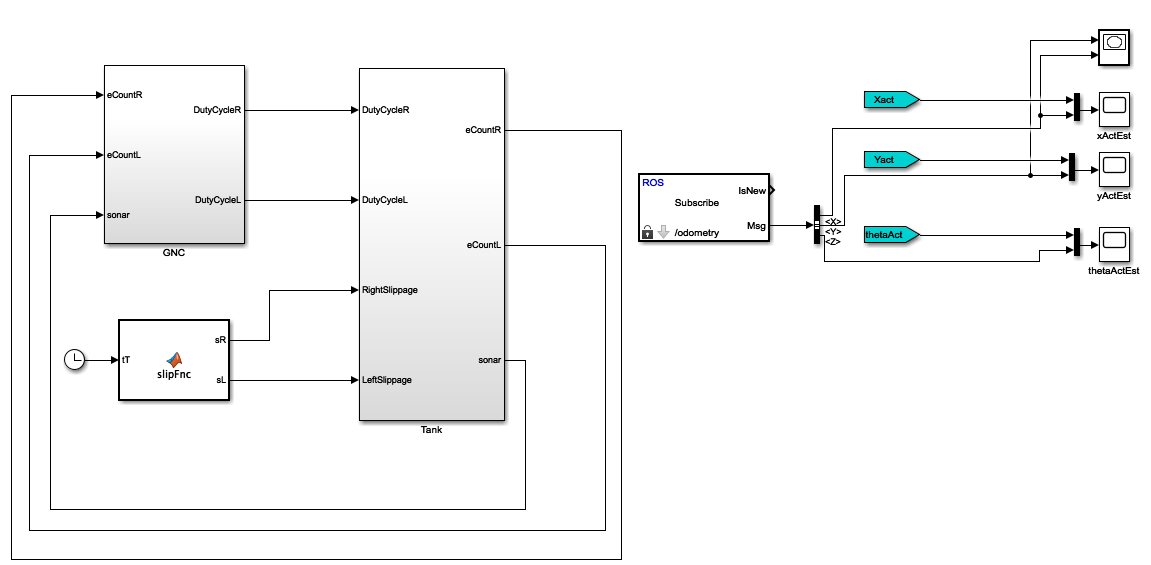 eCountR
DutyCycleR
eCountL
DutyCycleL
sonar
GNC
DutyCycleR
eCountR
DutyCycleL
eCountL
RightSlippage
sonar
LeftSlippage
Tank
tT
sR
sL
slipFnc
ROS
IsNew
Subscribe
Msg
/odometry
<X>
<Y>
<Z>
Xact
xActEst
Yact
yActEst
thetaAct
thetaActEst